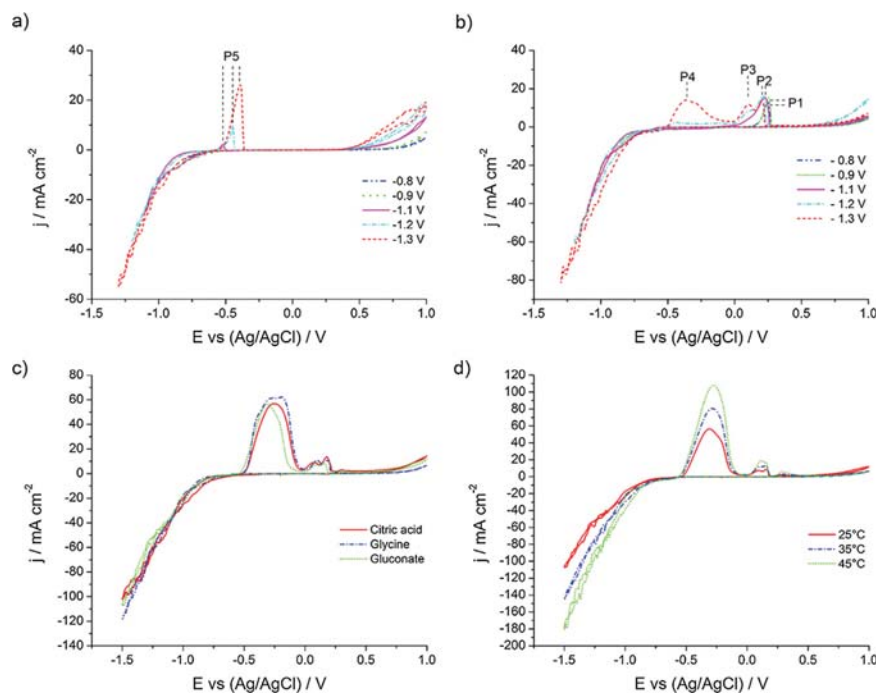 a)
P5
40
20
0
-20
-40
-60
-1.5 -1.0 -0.5 0.0 0.5 1.0
j / mA cm⁻²
E vs (Ag/AgCl) / V
-0.8 V
-0.9 V
-1.1 V
-1.2 V
-1.3 V
b)
P4 P3 P2 P1
40
20
0
-20
-40
-60
-80
-1.5 -1.0 -0.5 0.0 0.5 1.0
j / mA cm⁻²
E vs (Ag/AgCl) / V
- 0.8 V
- 0.9 V
- 1.1 V
- 1.2 V
- 1.3 V
c)
80
60
40
20
0
-20
-40
-60
-80
-100
-120
-140
-1.5 -1.0 -0.5 0.0 0.5 1.0
j / mA cm⁻²
E vs (Ag/AgCl) / V
Citric acid
Glycine
Gluconate
d)
120
100
80
60
40
20
0
-20
-40
-60
-80
-100
-120
-140
-160
-180
-200
-1.5 -1.0 -0.5 0.0 0.5 1.0
j / mA cm⁻²
E vs (Ag/AgCl) / V
25°C
35°C
45°C